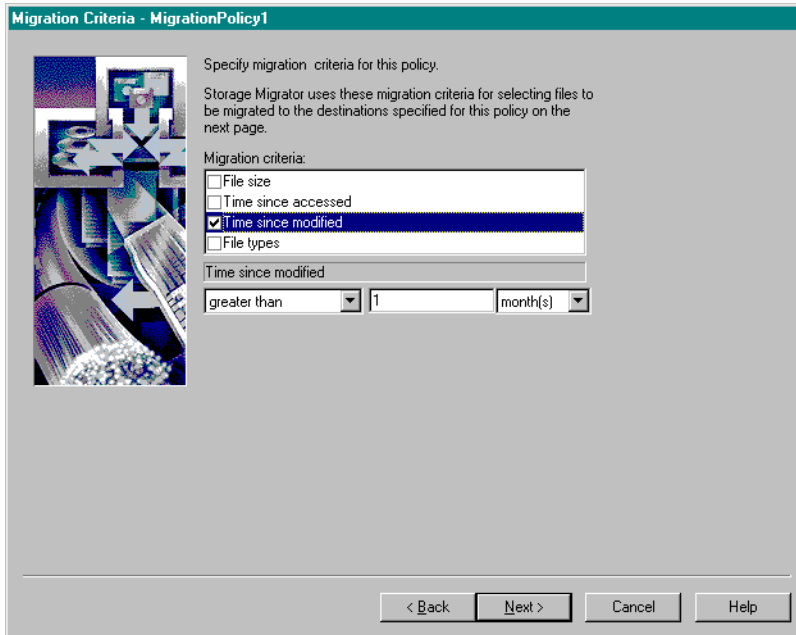 Migration Criteria - MigrationPolicy1
Specify migration criteria for this policy.
Storage Migrator uses these migration criteria for selecting files to
be migrated to the destinations specified for this policy on the
next page.
Migration criteria:
File size
Time since accessed
Time since modified
File types
Time since modified
greater than 1 month(s)
< Back Next > Cancel Help